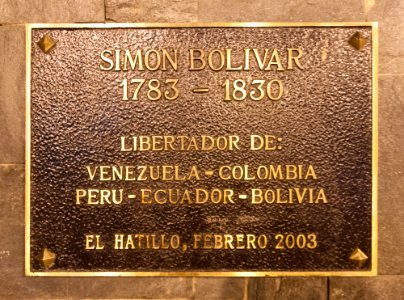 SIMON BOLIVAR
1783 - 1830
LIBERTADOR DE:
VENEZUELA - COLOMBIA
PERU - ECUADOR - BOLIVIA
EL HATILLO, FEBRERO 2003